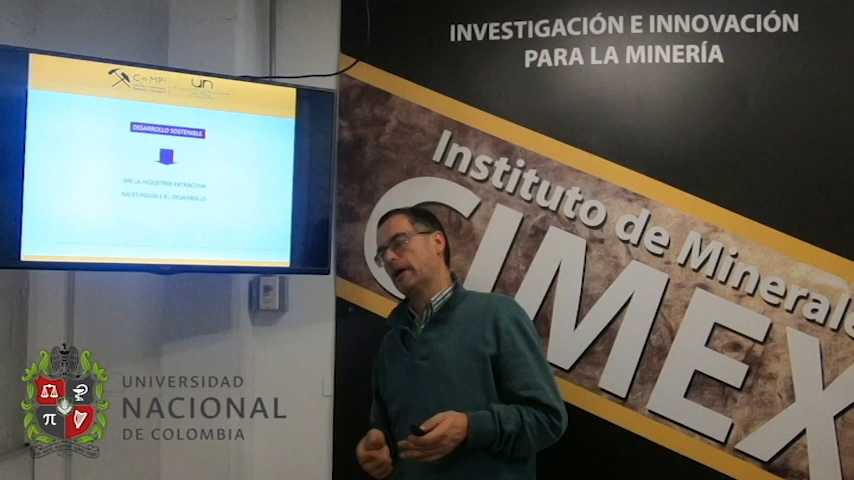 INVESTIGACIÓN E INNOVACIÓN
PARA LA MINERÍA
Instituto de Minerales
CIMEX
DESARROLLO SOSTENIBLE
SIN LA INDUSTRIA EXTRACTIVA
NO ES POSIBLE EL DESARROLLO
UNIVERSIDAD
NACIONAL
DE COLOMBIA